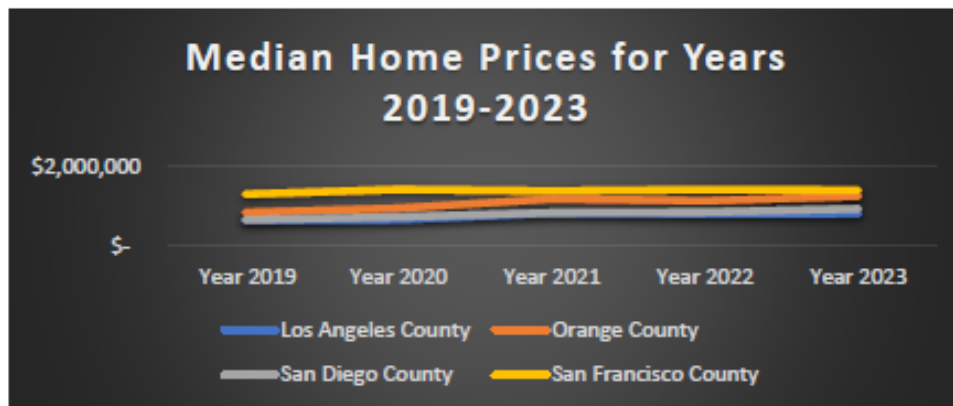 Median Home Prices for Years
2019-2023
$2,000,000
$-
Year 2019 Year 2020 Year 2021 Year 2022 Year 2023
Los Angeles County Orange County
San Diego County San Francisco County